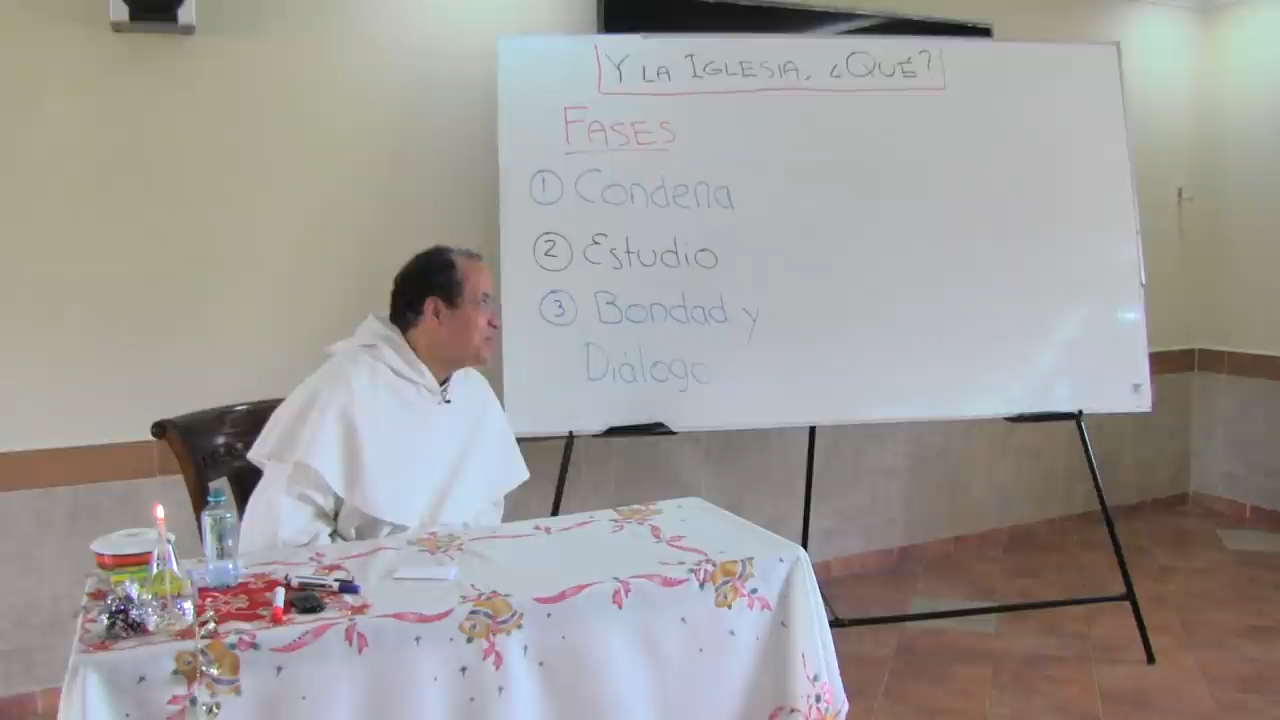 Y LA IGLESIA, ¿QUÉ?
FASES
1 Condena
2 Estudio
3 Bondad y
Diálogo